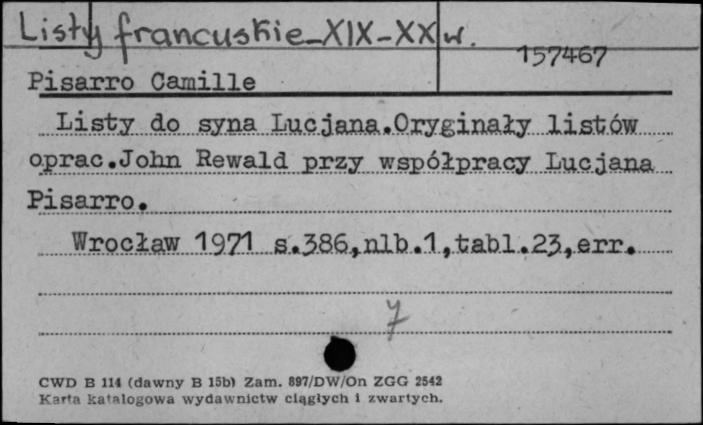 Listy francuskie-XIX-XX w.
157467
Pisarro Camille
Listy do syna Lucjana.Oryginały listów
oprac.John Rewald przy współpracy Lucjana
Pisarro.
Wrocław 1971 s.386,nlb.1,tabl.23,err.
7
CWD B 114 (dawny B 15b) Zam. 897/DW/On ZGG 2542
Karta katalogowa wydawnictw ciągłych i zwartych.